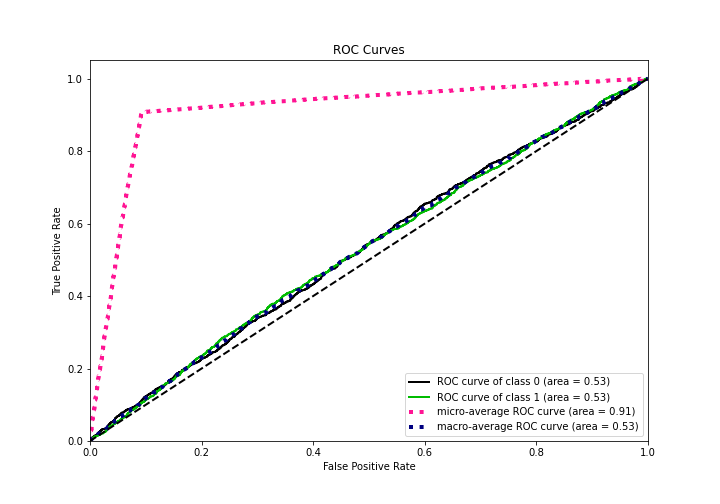 ROC Curves
True Positive Rate
1.0
0.8
0.6
0.4
0.2
0.0
0.0 0.2 0.4 0.6 0.8 1.0
False Positive Rate
ROC curve of class 0 (area = 0.53)
ROC curve of class 1 (area = 0.53)
micro-average ROC curve (area = 0.91)
macro-average ROC curve (area = 0.53)